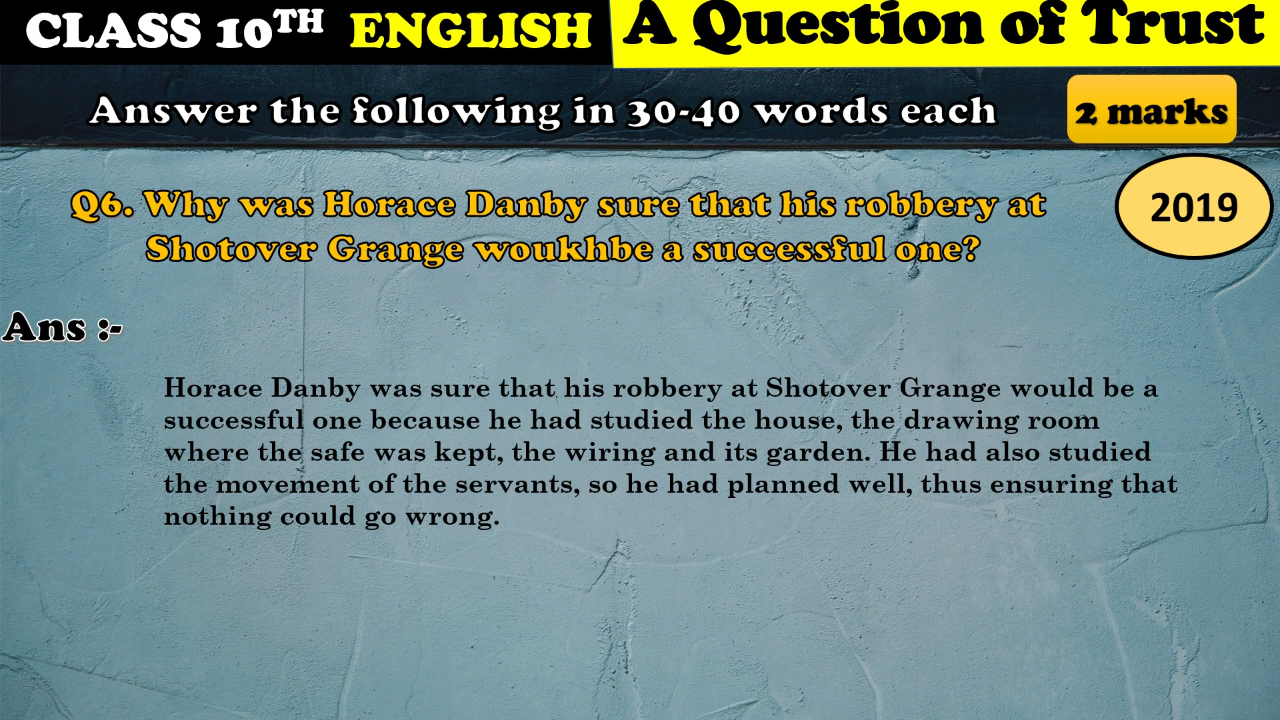 CLASS 10TH ENGLISH A Question of Trust
Answer the following in 30-40 words each 2 marks
Q6. Why was Horace Danby sure that his robbery at
Shotover Grange woukhbe a successful one?
2019
Ans :-
Horace Danby was sure that his robbery at Shotover Grange would be a
successful one because he had studied the house, the drawing room
where the safe was kept, the wiring and its garden. He had also studied
the movement of the servants, so he had planned well, thus ensuring that
nothing could go wrong.